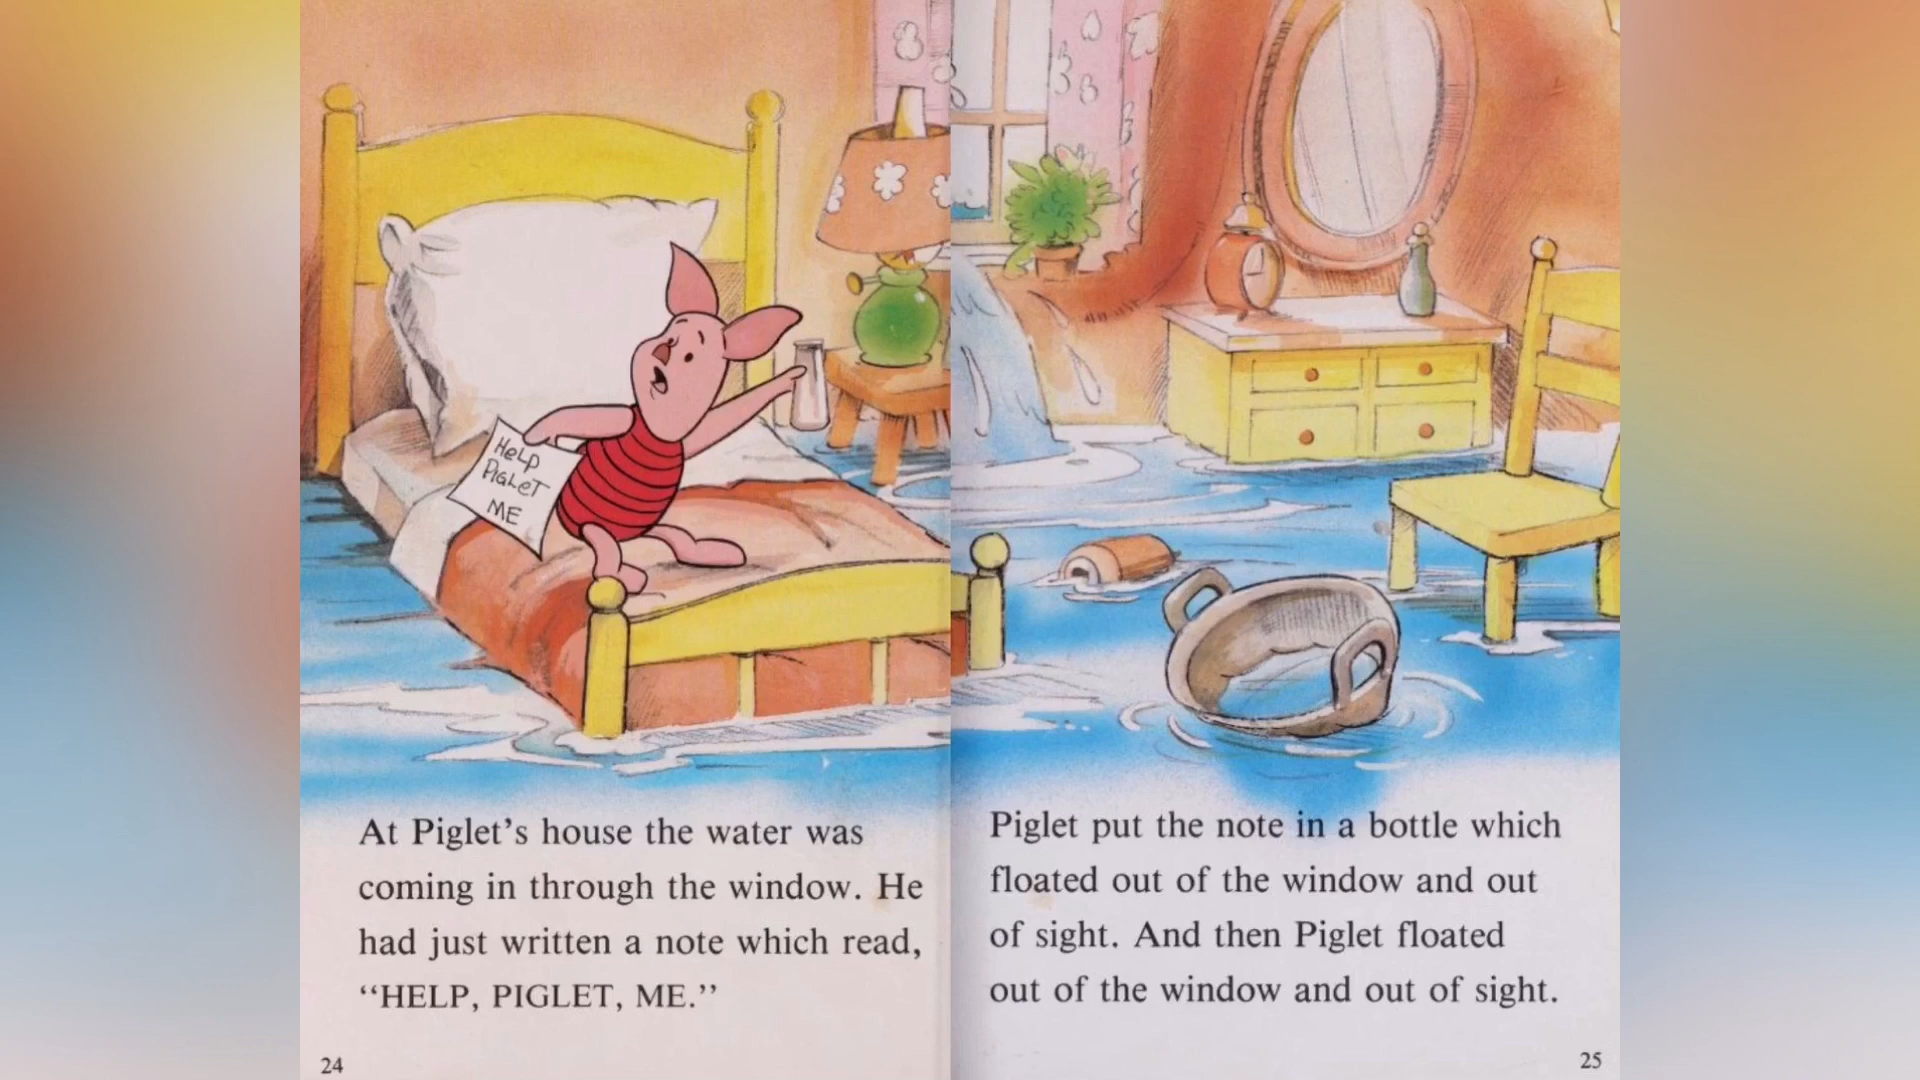 Help
PIGLET
ME
At Piglet's house the water was
coming in through the window. He
had just written a note which read,
“HELP, PIGLET, ME.”
24
Piglet put the note in a bottle which
floated out of the window and out
of sight. And then Piglet floated
out of the window and out of sight.
25